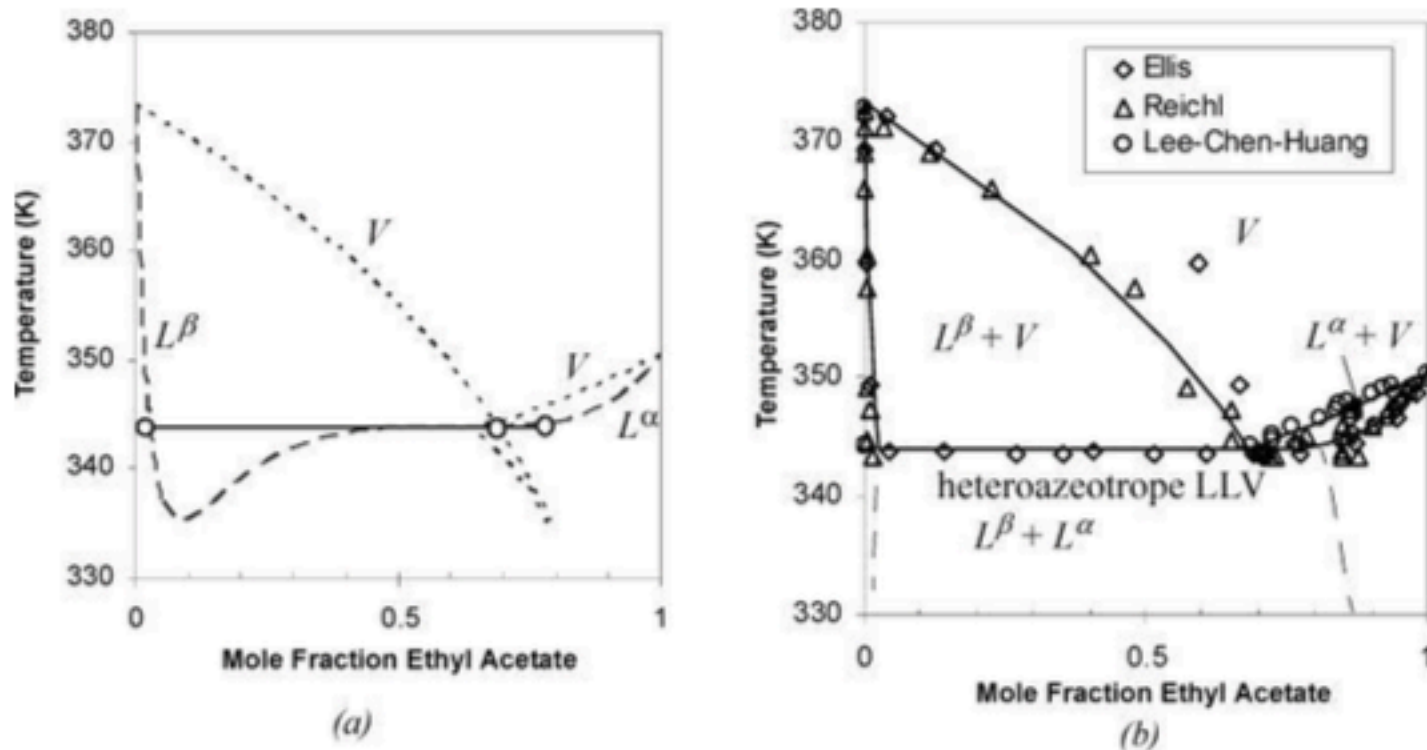 380
370
360
350
340
330
Temperature (K)
V
L^β
V
L^α
0
0.5
1
Mole Fraction Ethyl Acetate
(a)
380
370
360
350
340
330
Temperature (K)
Ellis
Reichl
Lee-Chen-Huang
V
L^β + V
L^α + V
heteroazeotrope LLV
L^β + L^α
0
0.5
1
Mole Fraction Ethyl Acetate
(b)